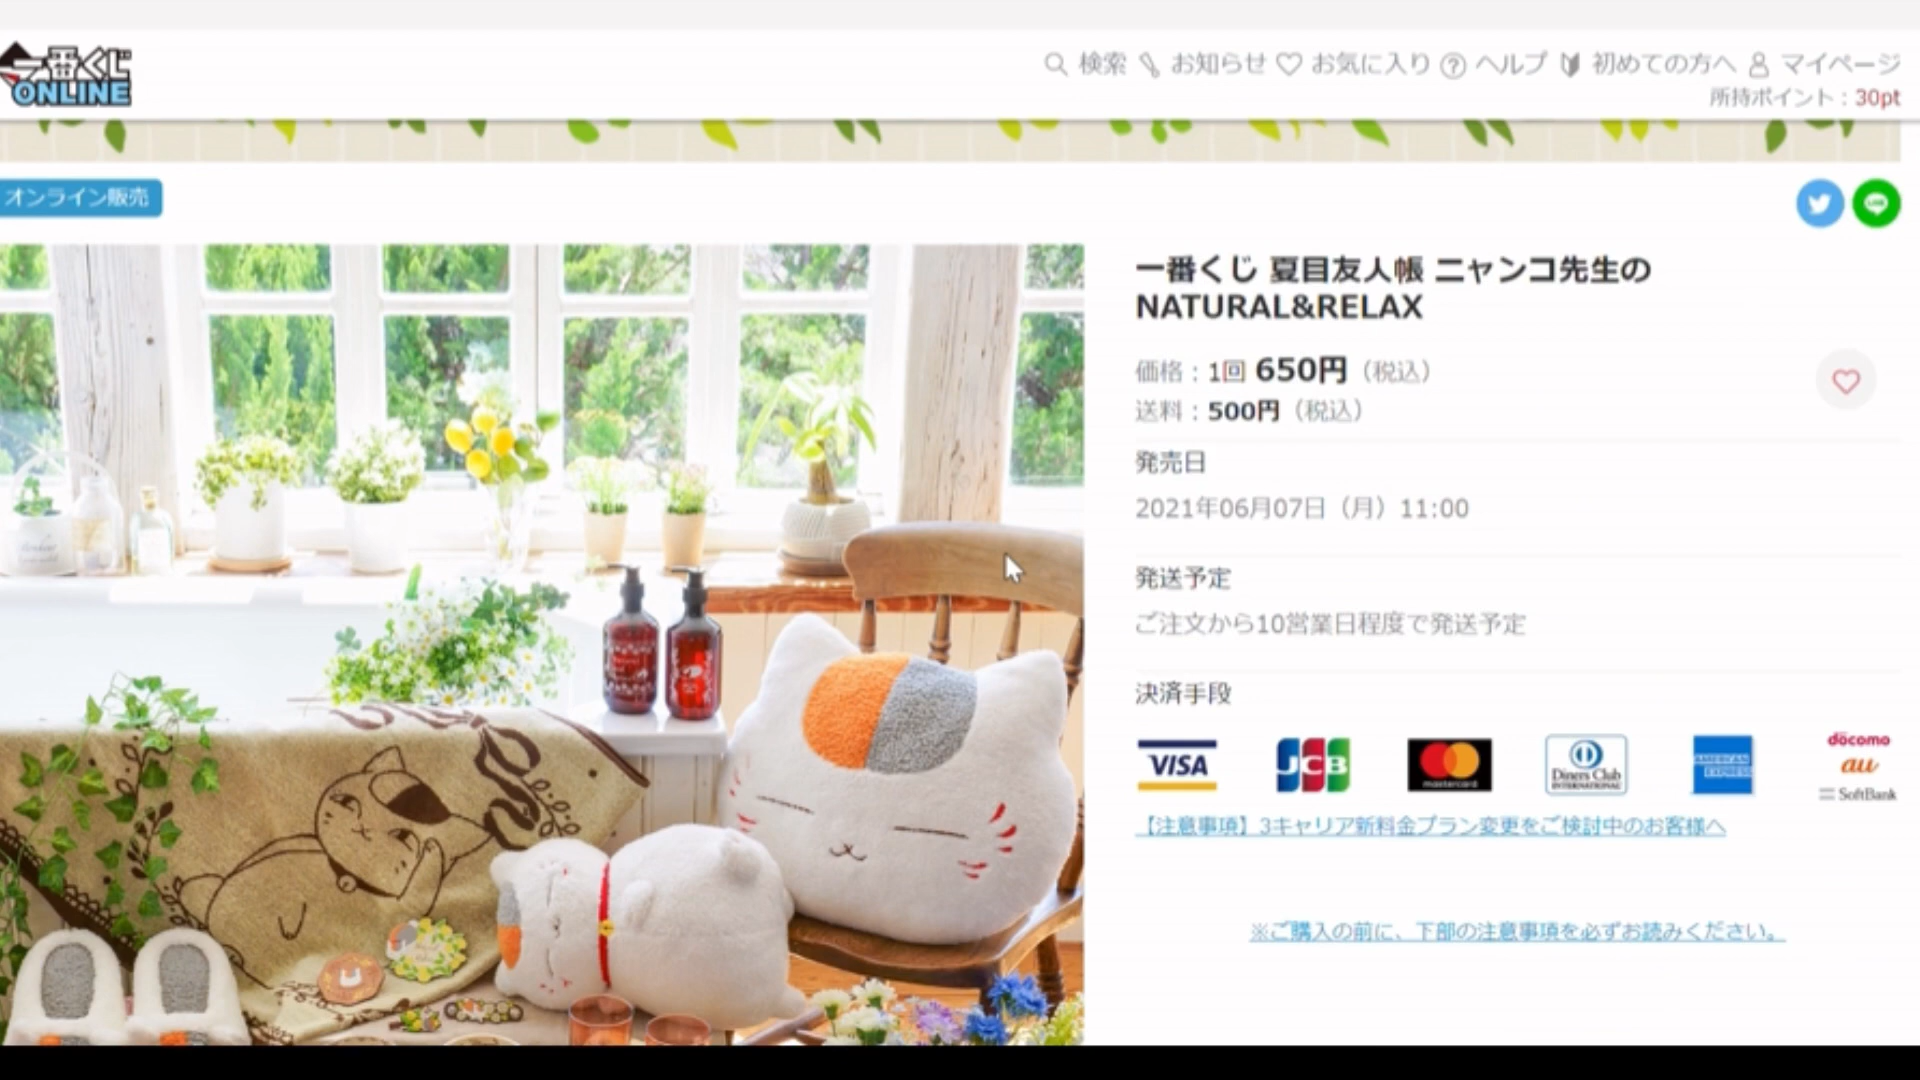 一番くじ
ONLINE
検索 お知らせ お気に入り ヘルプ 初めての方へ マイページ
所持ポイント：30pt
オンライン販売
一番くじ 夏目友人帳 ニャンコ先生の
NATURAL&RELAX
価格：1回 650円（税込）
送料：500円（税込）
発売日
2021年06月07日（月）11:00
発送予定
ご注文から10営業日程度で発送予定
決済手段
VISA
JCB
mastercard
Diners Club
INTERNATIONAL
AMERICAN
EXPRESS
döcomo
au
SoftBank
【注意事項】3キャリア新料金プラン変更をご検討中のお客様へ
※ご購入の前に、下部の注意事項を必ずお読みください。